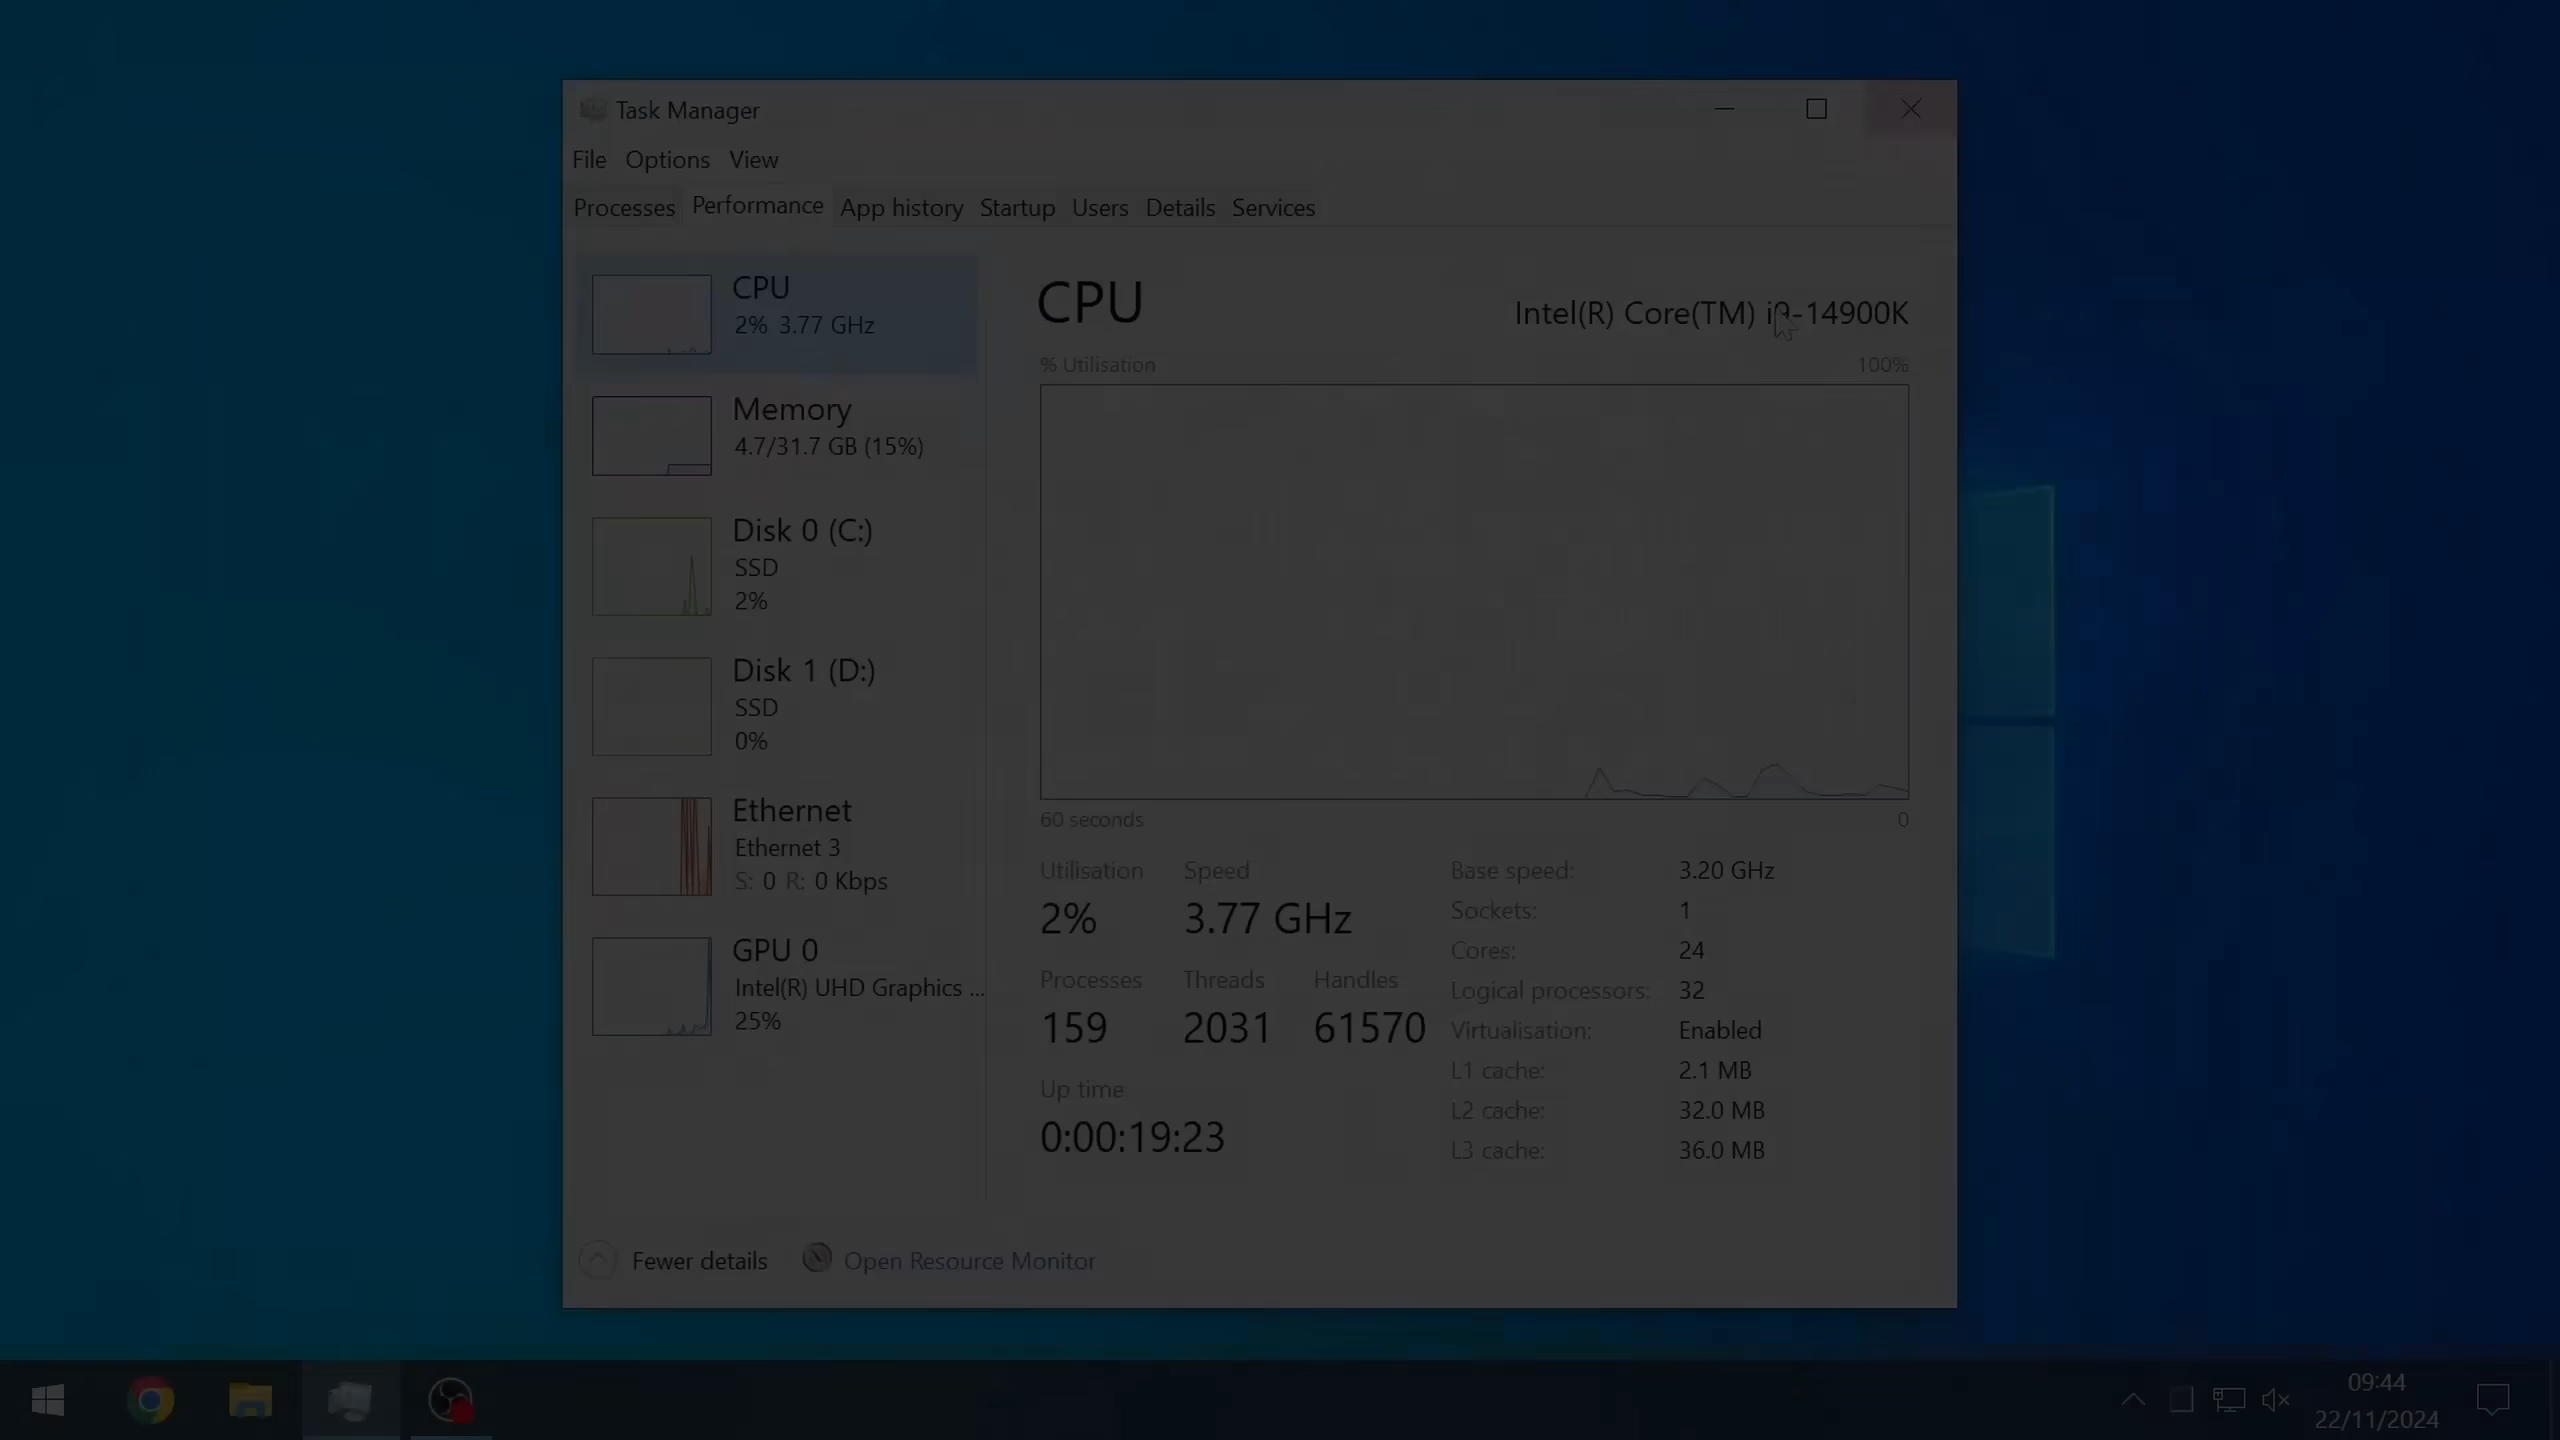 Task Manager
File Options View
Processes Performance App history Startup Users Details Services
CPU
2% 3.77 GHz
Memory
4.7/31.7 GB (15%)
Disk 0 (C:)
SSD
2%
Disk 1 (D:)
SSD
0%
Ethernet
Ethernet 3
S: 0 R: 0 Kbps
GPU 0
Intel(R) UHD Graphics ...
25%
CPU
Intel(R) Core(TM) i9-14900K
% Utilisation
100%
60 seconds
0
Utilisation Speed
2% 3.77 GHz
Processes Threads Handles
159 2031 61570
Up time
0:00:19:23
Base speed: 3.20 GHz
Sockets: 1
Cores: 24
Logical processors: 32
Virtualisation: Enabled
L1 cache: 2.1 MB
L2 cache: 32.0 MB
L3 cache: 36.0 MB
Fewer details Open Resource Monitor
09:44
22/11/2024